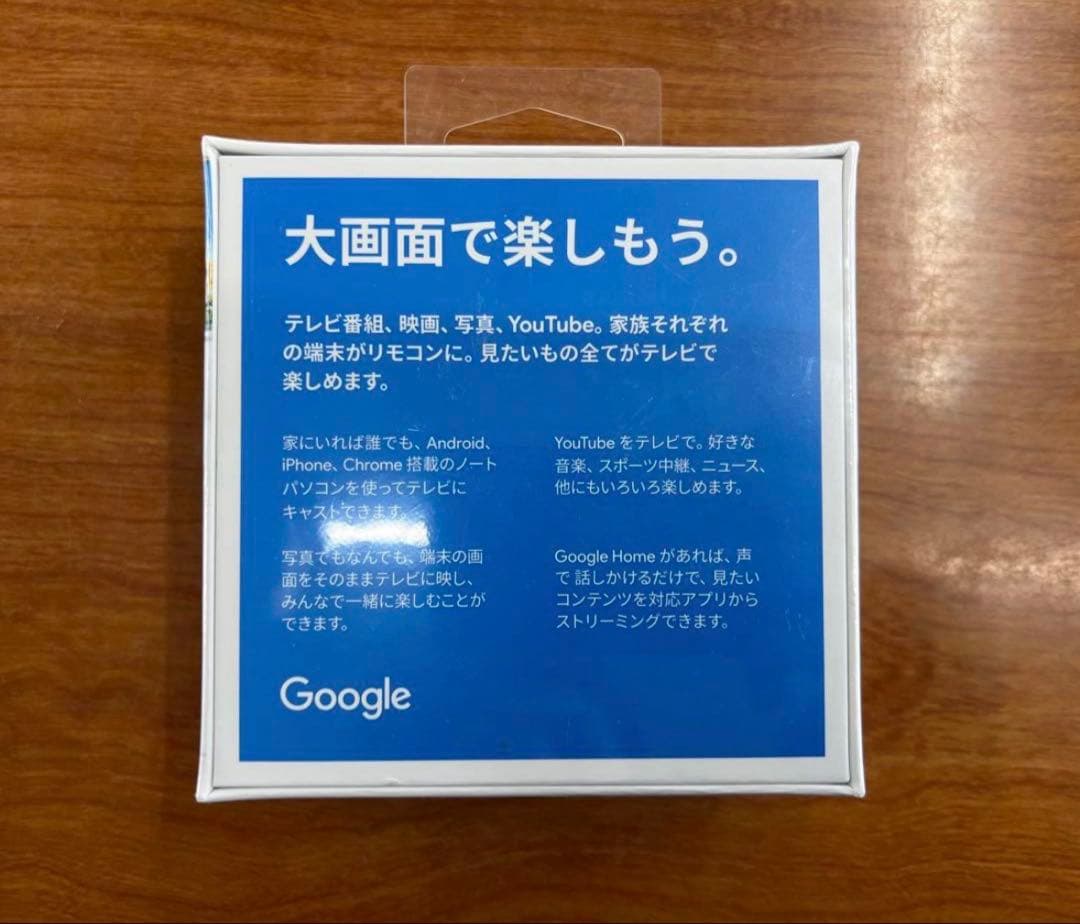 大画面で楽しもう。
テレビ番組、映画、写真、YouTube。家族それぞれ
の端末がリモコンに。見たいもの全てがテレビで
楽しめます。
家にいれば誰でも、Android、
iPhone、Chrome 搭載のノート
パソコンを使ってテレビに
キャストできます。
写真でもなんでも、端末の画
面をそのままテレビに映し、
みんなで一緒に楽しむことが
できます。
YouTube をテレビで。好きな
音楽、スポーツ中継、ニュース、
他にもいろいろ楽しめます。
Google Home があれば、声
で 話しかけるだけで、見たい
コンテンツを対応アプリから
ストリーミングできます。
Google